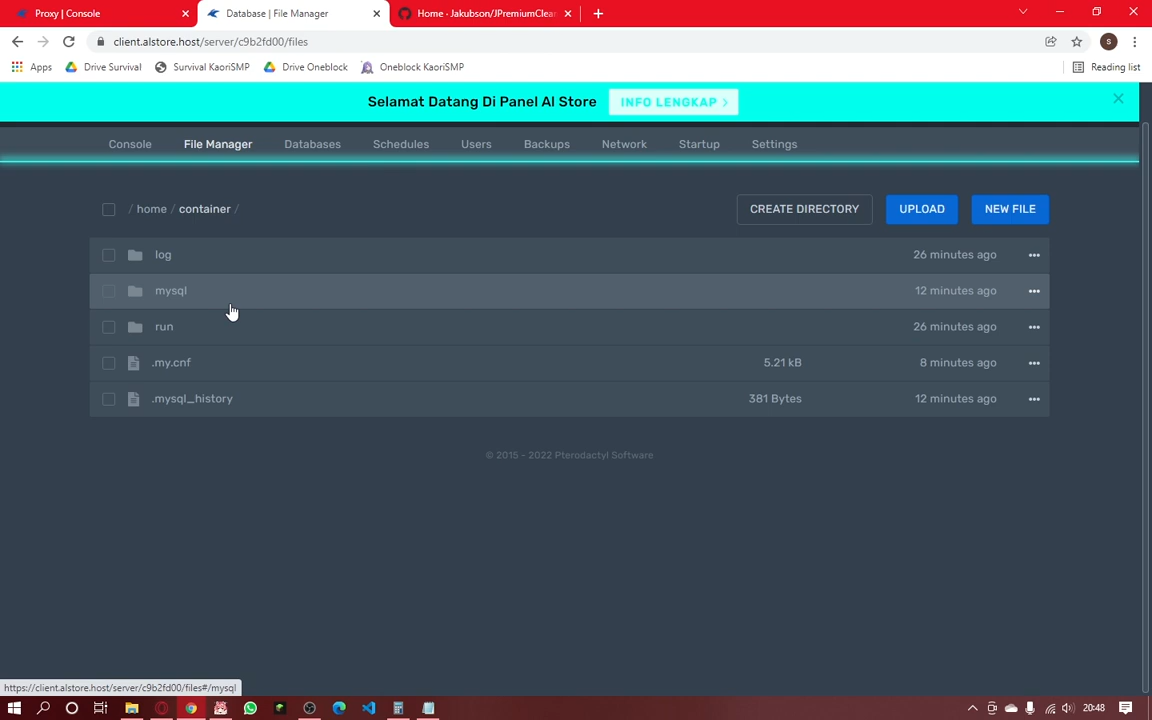 Proxy | Console
Database | File Manager
Home · Jakubson/JPremiumClea
client.alstore.host/server/c9b2fd00/files
S
Apps
Drive Survival
Survival KaoriSMP
Drive Oneblock
Oneblock KaoriSMP
Reading list
Selamat Datang Di Panel Al Store
INFO LENGKAP >
Console
File Manager
Databases
Schedules
Users
Backups
Network
Startup
Settings
/ home / container /
CREATE DIRECTORY
UPLOAD
NEW FILE
log
26 minutes ago
mysql
12 minutes ago
run
26 minutes ago
.my.cnf
5.21 kB
8 minutes ago
.mysql_history
381 Bytes
12 minutes ago
© 2015 - 2022 Pterodactyl Software
https://client.alstore.host/server/c9b2fd00/files#/mysql
20:48